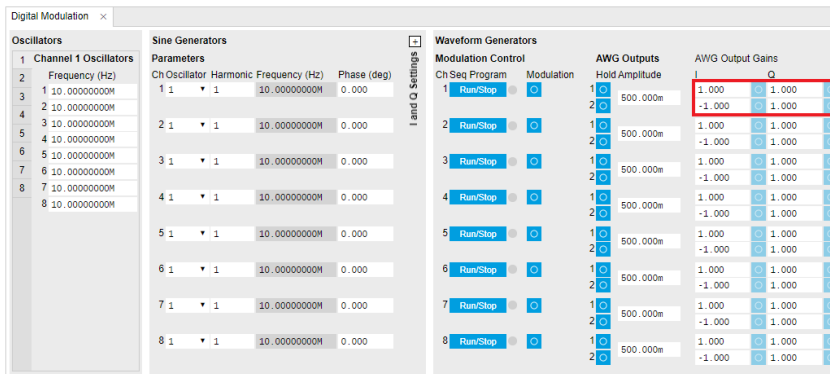 Digital Modulation ×
Oscillators Sine Generators + Waveform Generators
1 Channel 1 Oscillators Parameters I and Q Settings Modulation Control AWG Outputs AWG Output Gains
2 Frequency (Hz) Ch Oscillator Harmonic Frequency (Hz) Phase (deg) Ch Seq Program Modulation Hold Amplitude I Q
3 1 10.00000000M 1 1 ▼ 1 10.00000000M 0.000 1 Run/Stop 1 500.000m 1.000 1.000
2 10.00000000M 2 -1.000 1.000
4 3 10.00000000M 2 1 ▼ 1 10.00000000M 0.000 2 Run/Stop 1 500.000m 1.000 1.000
5 4 10.00000000M 2 -1.000 1.000
6 5 10.00000000M 3 1 ▼ 1 10.00000000M 0.000 3 Run/Stop 1 500.000m 1.000 1.000
7 6 10.00000000M 2 -1.000 1.000
8 7 10.00000000M 4 1 ▼ 1 10.00000000M 0.000 4 Run/Stop 1 500.000m 1.000 1.000
8 10.00000000M 2 -1.000 1.000
5 1 ▼ 1 10.00000000M 0.000 5 Run/Stop 1 500.000m 1.000 1.000
2 -1.000 1.000
6 1 ▼ 1 10.00000000M 0.000 6 Run/Stop 1 500.000m 1.000 1.000
2 -1.000 1.000
7 1 ▼ 1 10.00000000M 0.000 7 Run/Stop 1 500.000m 1.000 1.000
2 -1.000 1.000
8 1 ▼ 1 10.00000000M 0.000 8 Run/Stop 1 500.000m 1.000 1.000
2 -1.000 1.000